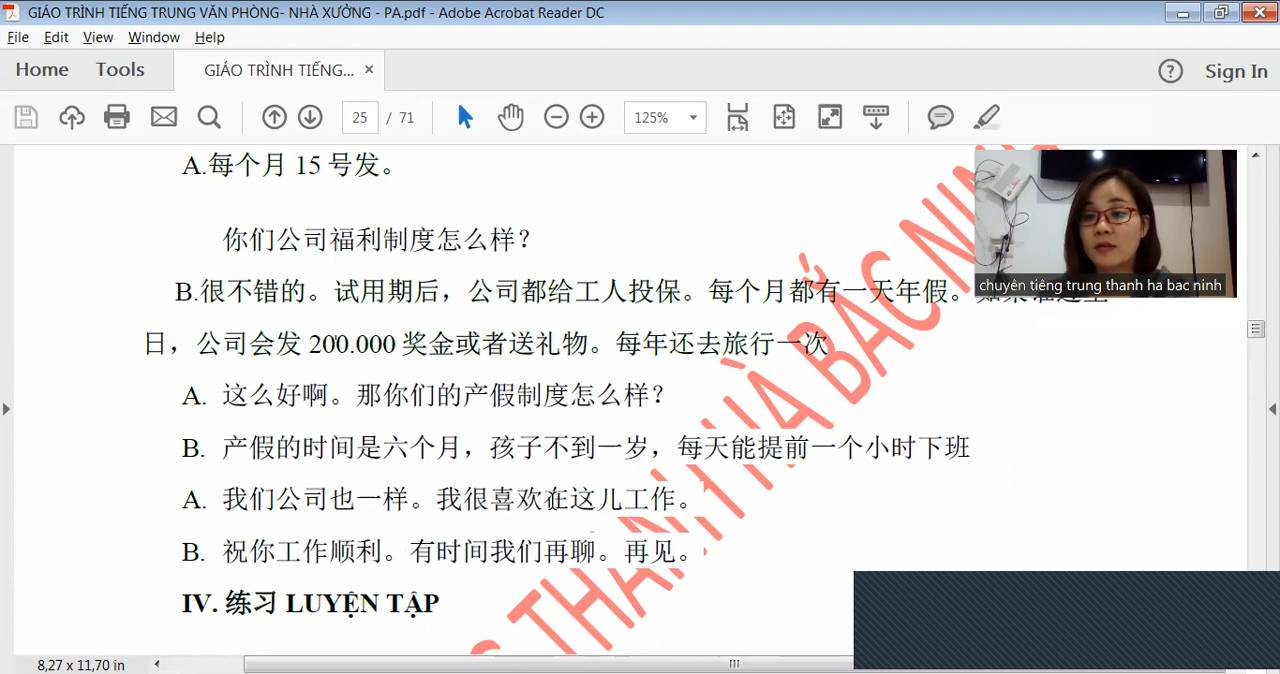 GIÁO TRÌNH TIẾNG TRUNG VĂN PHÒNG- NHÀ XƯỞNG - PA.pdf - Adobe Acrobat Reader DC
File Edit View Window Help
Home Tools GIÁO TRÌNH TIẾNG... × ? Sign In
25 / 71 125%
A.每个月 15 号发。
你们公司福利制度怎么样?
chuyên tiêng trung thanh ha bac ninh
B.很不错的。试用期后，公司都给工人投保。每个月都有一天年假。
日，公司会发 200.000 奖金或者送礼物。每年还去旅行一次
A. 这么好啊。那你们的产假制度怎么样?
B. 产假的时间是六个月，孩子不到一岁，每天能提前一个小时下班
A. 我们公司也一样。我很喜欢在这儿工作。
B. 祝你工作顺利。有时间我们再聊。再见。
IV. 练习 LUYỆN TẬP
THANH HÀ BẮC NIN
8,27 x 11,70 in